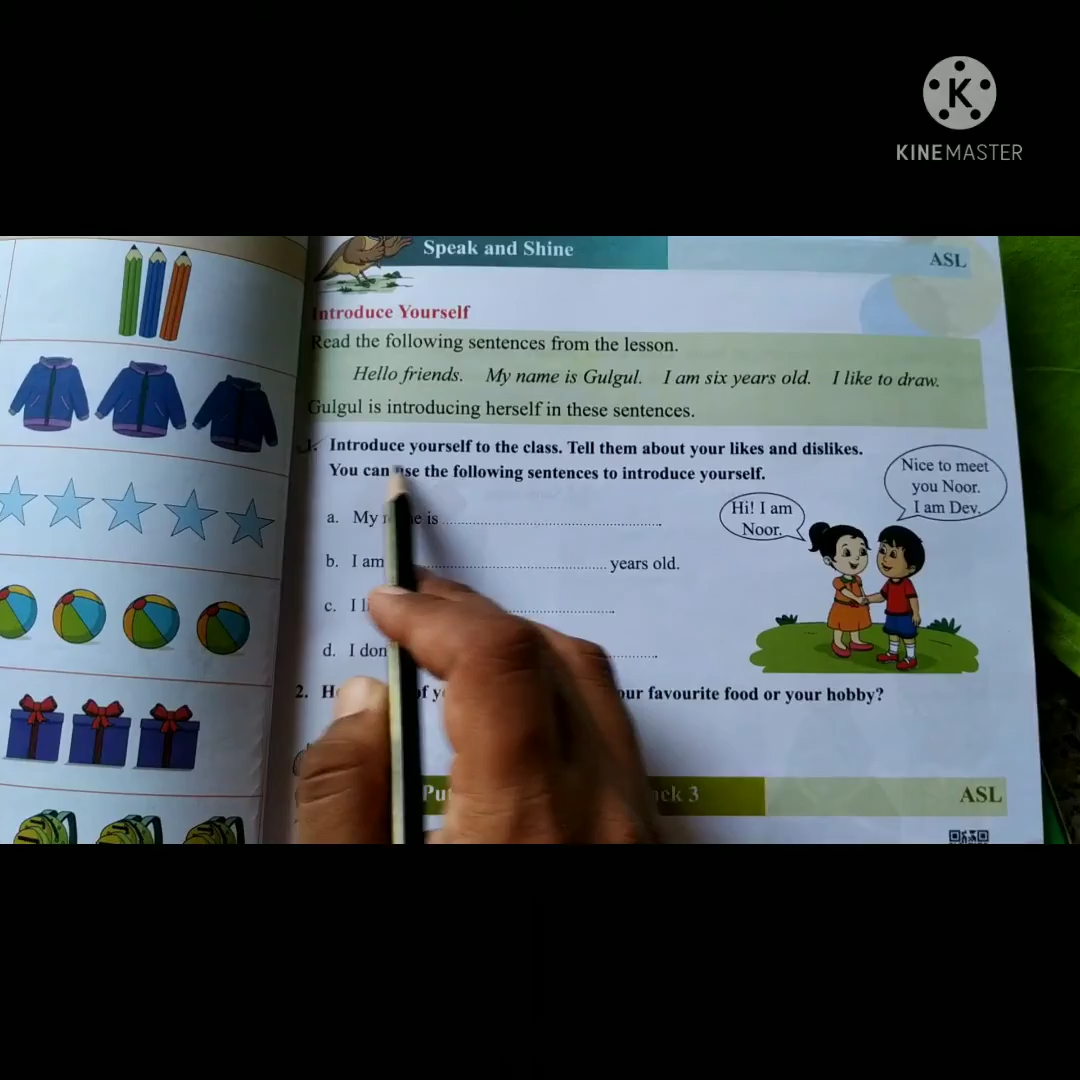 KINEMASTER
Speak and Shine
ASL
Introduce Yourself
Read the following sentences from the lesson.
Hello friends. My name is Gulgul. I am six years old. I like to draw.
Gulgul is introducing herself in these sentences.
1. Introduce yourself to the class. Tell them about your likes and dislikes.
You can use the following sentences to introduce yourself.
Nice to meet
you Noor.
I am Dev.
Hi! I am
Noor.
a. My is
b. I am years old.
c. I
d. I
2. favourite food or your hobby?
3
ASL